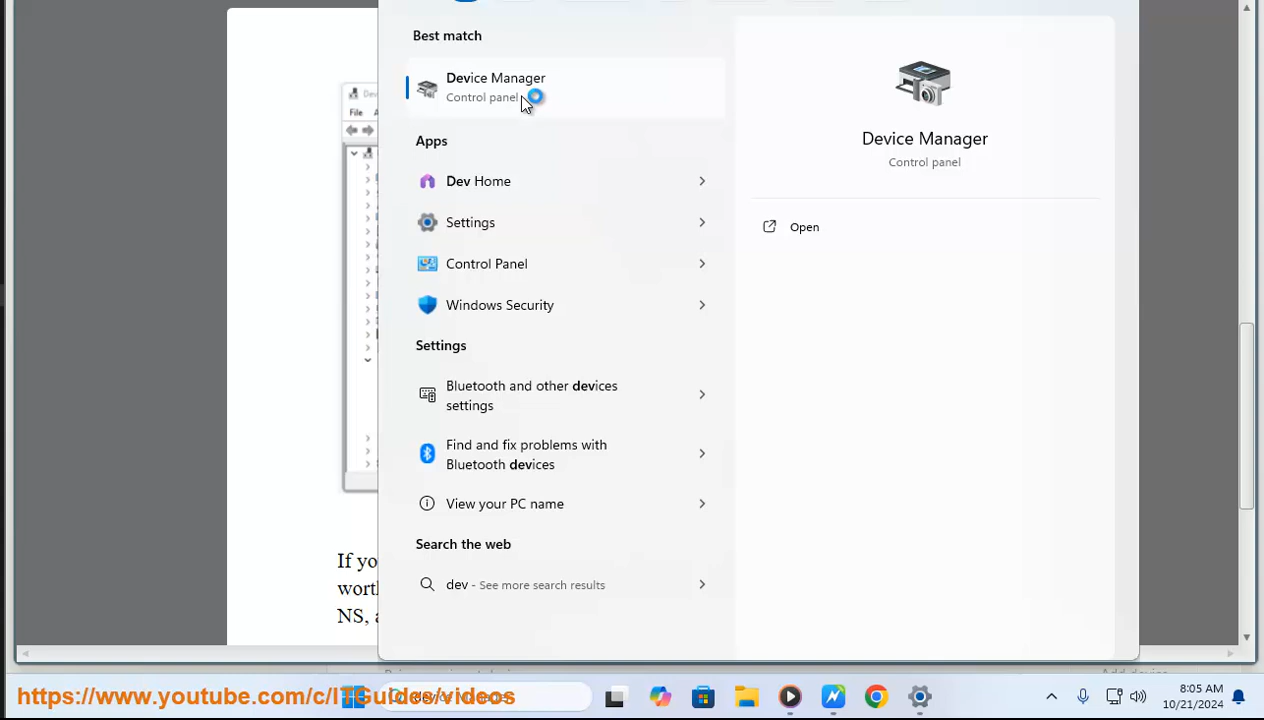 Best match
Device Manager
Control panel
Apps
Dev Home
Settings
Control Panel
Windows Security
Settings
Bluetooth and other devices
settings
Find and fix problems with
Bluetooth devices
View your PC name
Search the web
dev - See more search results
Device Manager
Control panel
Open
File
If yo
NS, a
https://www.youtube.com/c/ITGuides/videos
8:05 AM
10/21/2024